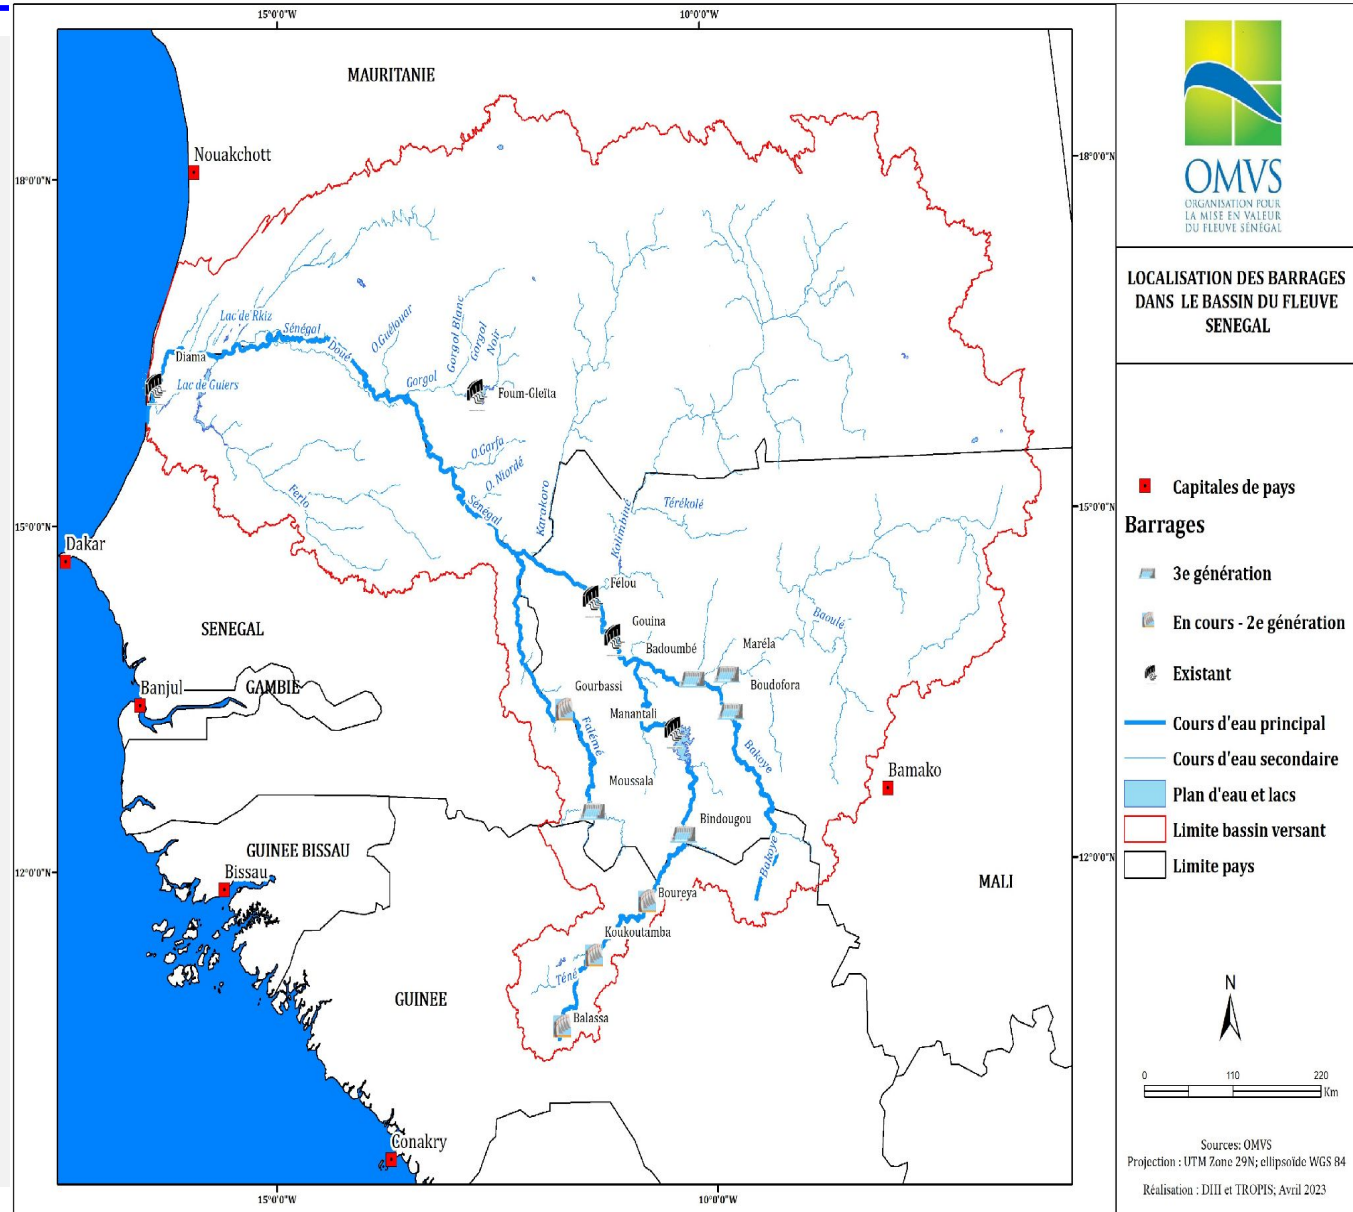 15°0'0"W
10°0'0"W
MAURITANIE
Nouakchott
18°0'0"N
18°0'0"N
Lac de Rkiz
Sénégal
Doué
O.Guélouar
Gorgol Blanc
Gorgol
Noir
Diama
Lac de Guiers
Gorgol
Foum-Gleïta
O.Garfa
O. Niordé
Ferlo
Sénégal
Karakoro
Kolimbiné
Térékolé
15°0'0"N
15°0'0"N
Dakar
Félou
SENEGAL
Gouina
Baoulé
Badoumbé
Maréla
Banjul
GAMBIE
Gourbassi
Boudofora
Manantali
Falémé
Bakoye
Moussala
Bamako
Bindougou
GUINEE BISSAU
Bakoye
12°0'0"N
12°0'0"N
Bissau
MALI
Boureya
Koukoutamba
Téné
GUINEE
Balassa
Conakry
15°0'0"W
10°0'0"W
OMVS
ORGANISATION POUR
LA MISE EN VALEUR
DU FLEUVE SÉNÉGAL
LOCALISATION DES BARRAGES
DANS LE BASSIN DU FLEUVE
SENEGAL
Capitales de pays
Barrages
3e génération
En cours - 2e génération
Existant
Cours d'eau principal
Cours d'eau secondaire
Plan d'eau et lacs
Limite bassin versant
Limite pays
N
0 110 220
Km
Sources: OMVS
Projection : UTM Zone 29N; ellipsoïde WGS 84
Réalisation : DIII et TROPIS; Avril 2023